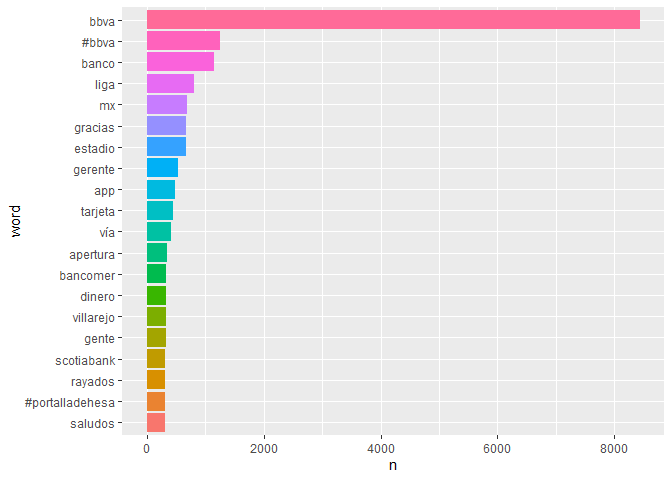 word
bbva
#bbva
banco
liga
mx
gracias
estadio
gerente
app
tarjeta
vía
apertura
bancomer
dinero
villarejo
gente
scotiabank
rayados
#portalladehesa
saludos
0 2000 4000 6000 8000
n